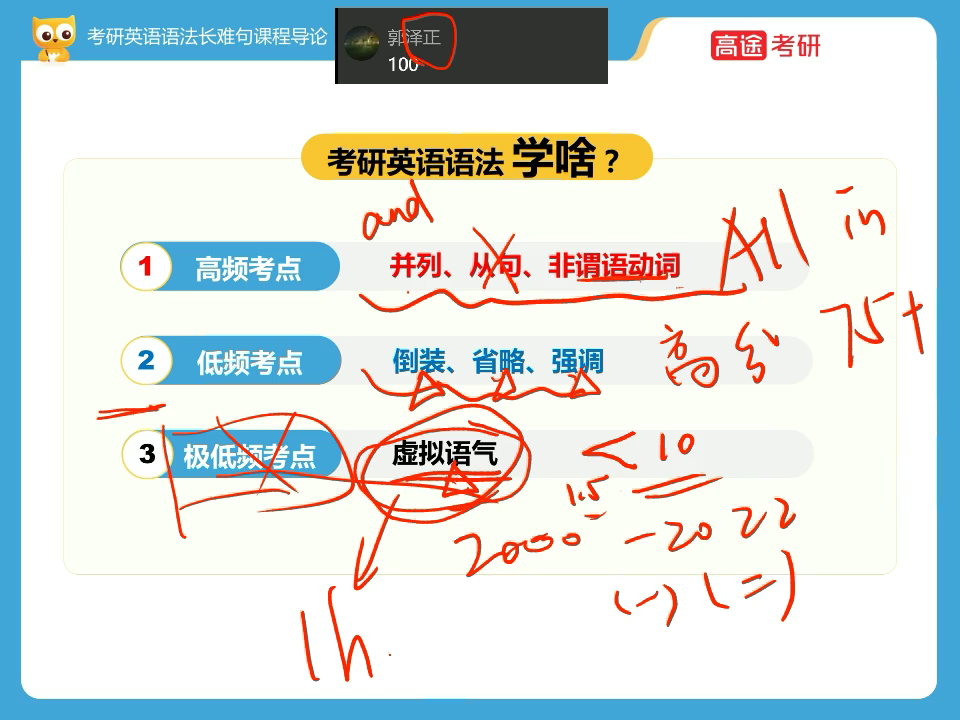 考研英语语法长难句课程导论
郭泽正
100
高途考研
考研英语语法 学啥?
and
All in
1 高频考点 并列、从句、非谓语动词
75+
2 低频考点 倒装、省略、强调 高分
3 极低频考点 虚拟语气 < 10
15
2000 - 2022
(一) (二)
1h